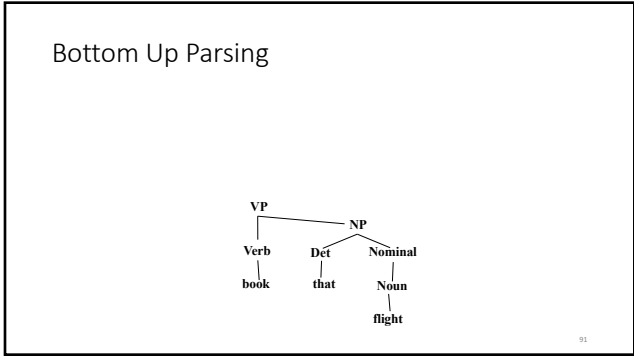 Bottom Up Parsing
VP
NP
Verb Det Nominal
book that Noun
flight
91